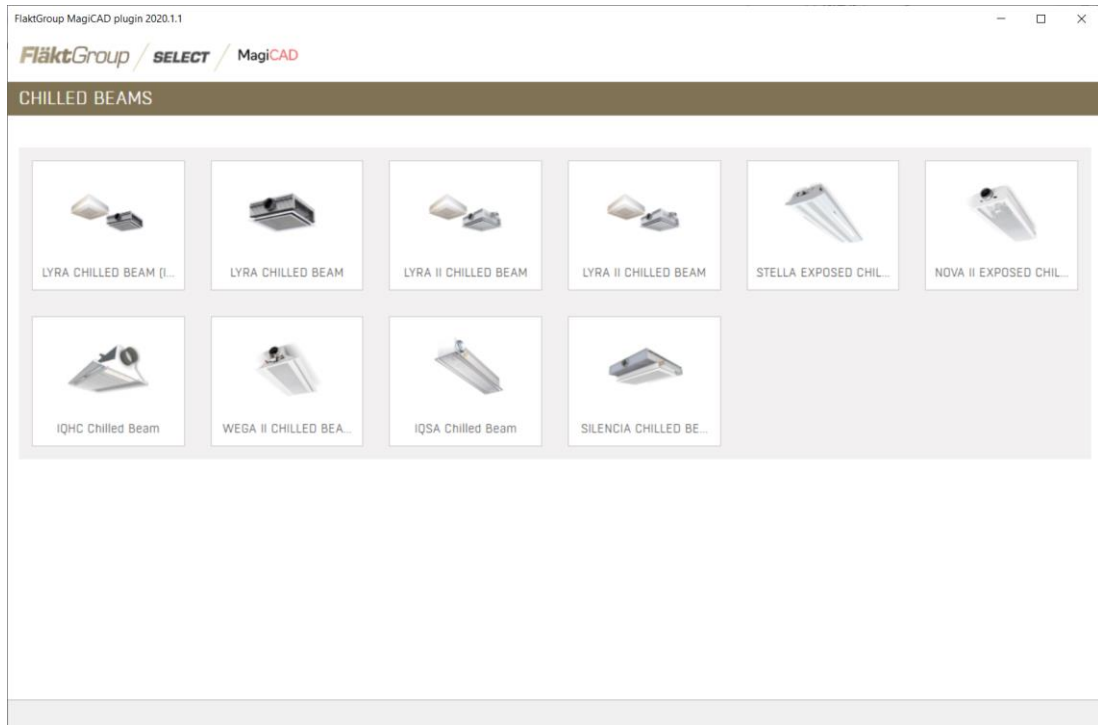 FlaktGroup MagiCAD plugin 2020.1.1
FläktGroup / SELECT / MagiCAD
CHILLED BEAMS
LYRA CHILLED BEAM (I...
LYRA CHILLED BEAM
LYRA II CHILLED BEAM
LYRA II CHILLED BEAM
STELLA EXPOSED CHIL...
NOVA II EXPOSED CHIL...
IQHC Chilled Beam
WEGA II CHILLED BEA...
IQSA Chilled Beam
SILENCIA CHILLED BE...